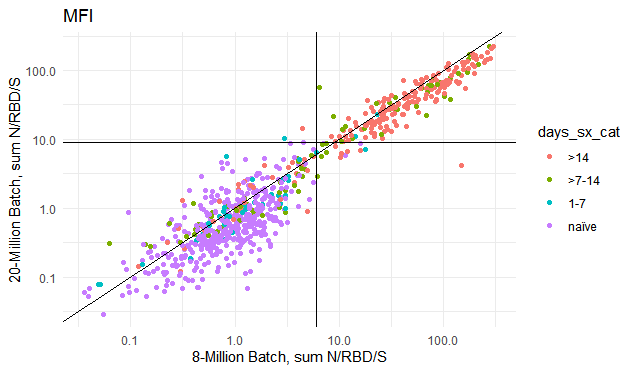 MFI
20-Million Batch, sum N/RBD/S
100.0
10.0
1.0
0.1
0.1
1.0
10.0
100.0
8-Million Batch, sum N/RBD/S
days_sx_cat
>14
>7-14
1-7
naïve